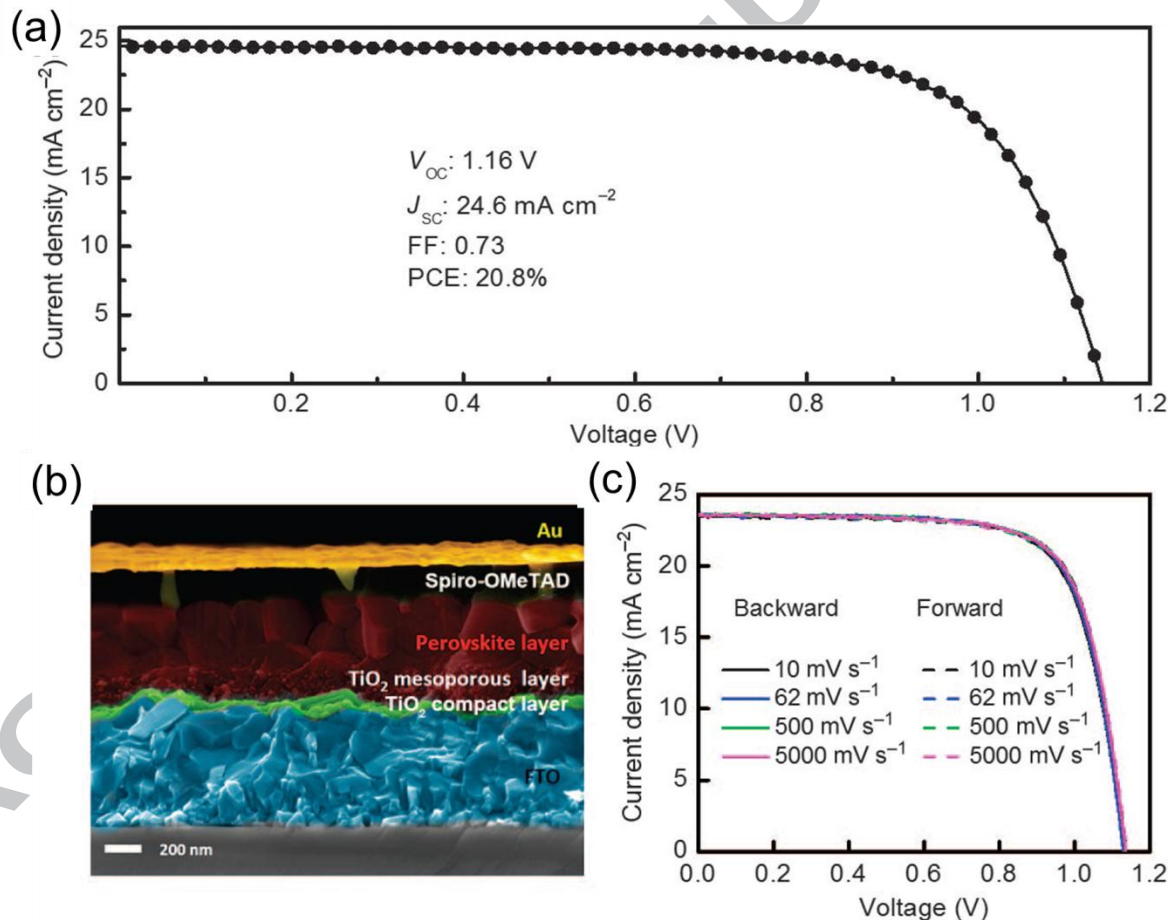 (a)
25
20
15
10
5
0
Current density (mA cm⁻²)
V_OC: 1.16 V
J_SC: 24.6 mA cm⁻²
FF: 0.73
PCE: 20.8%
0.2 0.4 0.6 0.8 1.0 1.2
Voltage (V)
(b)
Au
Spiro-OMeTAD
Perovskite layer
TiO₂ mesoporous layer
TiO₂ compact layer
FTO
200 nm
(c)
25
20
15
10
5
0
Current density (mA cm⁻²)
Backward Forward
10 mV s⁻¹ 10 mV s⁻¹
62 mV s⁻¹ 62 mV s⁻¹
500 mV s⁻¹ 500 mV s⁻¹
5000 mV s⁻¹ 5000 mV s⁻¹
0.0 0.2 0.4 0.6 0.8 1.0 1.2
Voltage (V)